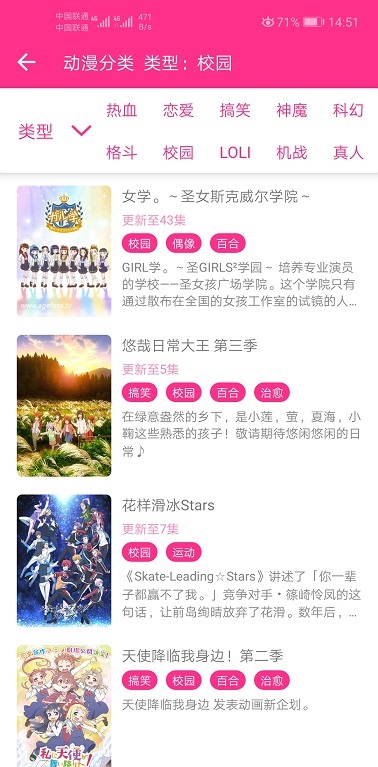 中国联通 4G 4G 471
中国联通 B/s 71% 14:51
动漫分类 类型：校园
类型
热血 恋爱 搞笑 神魔 科幻
格斗 校园 LOLI 机战 真人
女学。～圣女斯克威尔学院～
更新至43集
校园 偶像 百合
GIRL学。～圣GIRLS²学园～ 培养专业演员
的学校——圣女孩广场学院。这个学院只有
通过散布在全国的女孩工作室的试镜的人...
悠哉日常大王 第三季
更新至5集
搞笑 校园 百合 治愈
在绿意盎然的乡下，是小莲，萤，夏海，小
鞠这些熟悉的孩子！敬请期待悠闲悠闲的日
常♪
花样滑冰Stars
更新至7集
校园 运动
《Skate-Leading☆Stars》讲述了「你一辈
子都赢不了我。」竞争对手・篠崎怜凤的这
句话，让前岛绚晴放弃了花滑。数年后，...
天使降临我身边！第二季
搞笑 校园 百合 治愈
天使降临我身边 发表动画新企划。
私に天使が